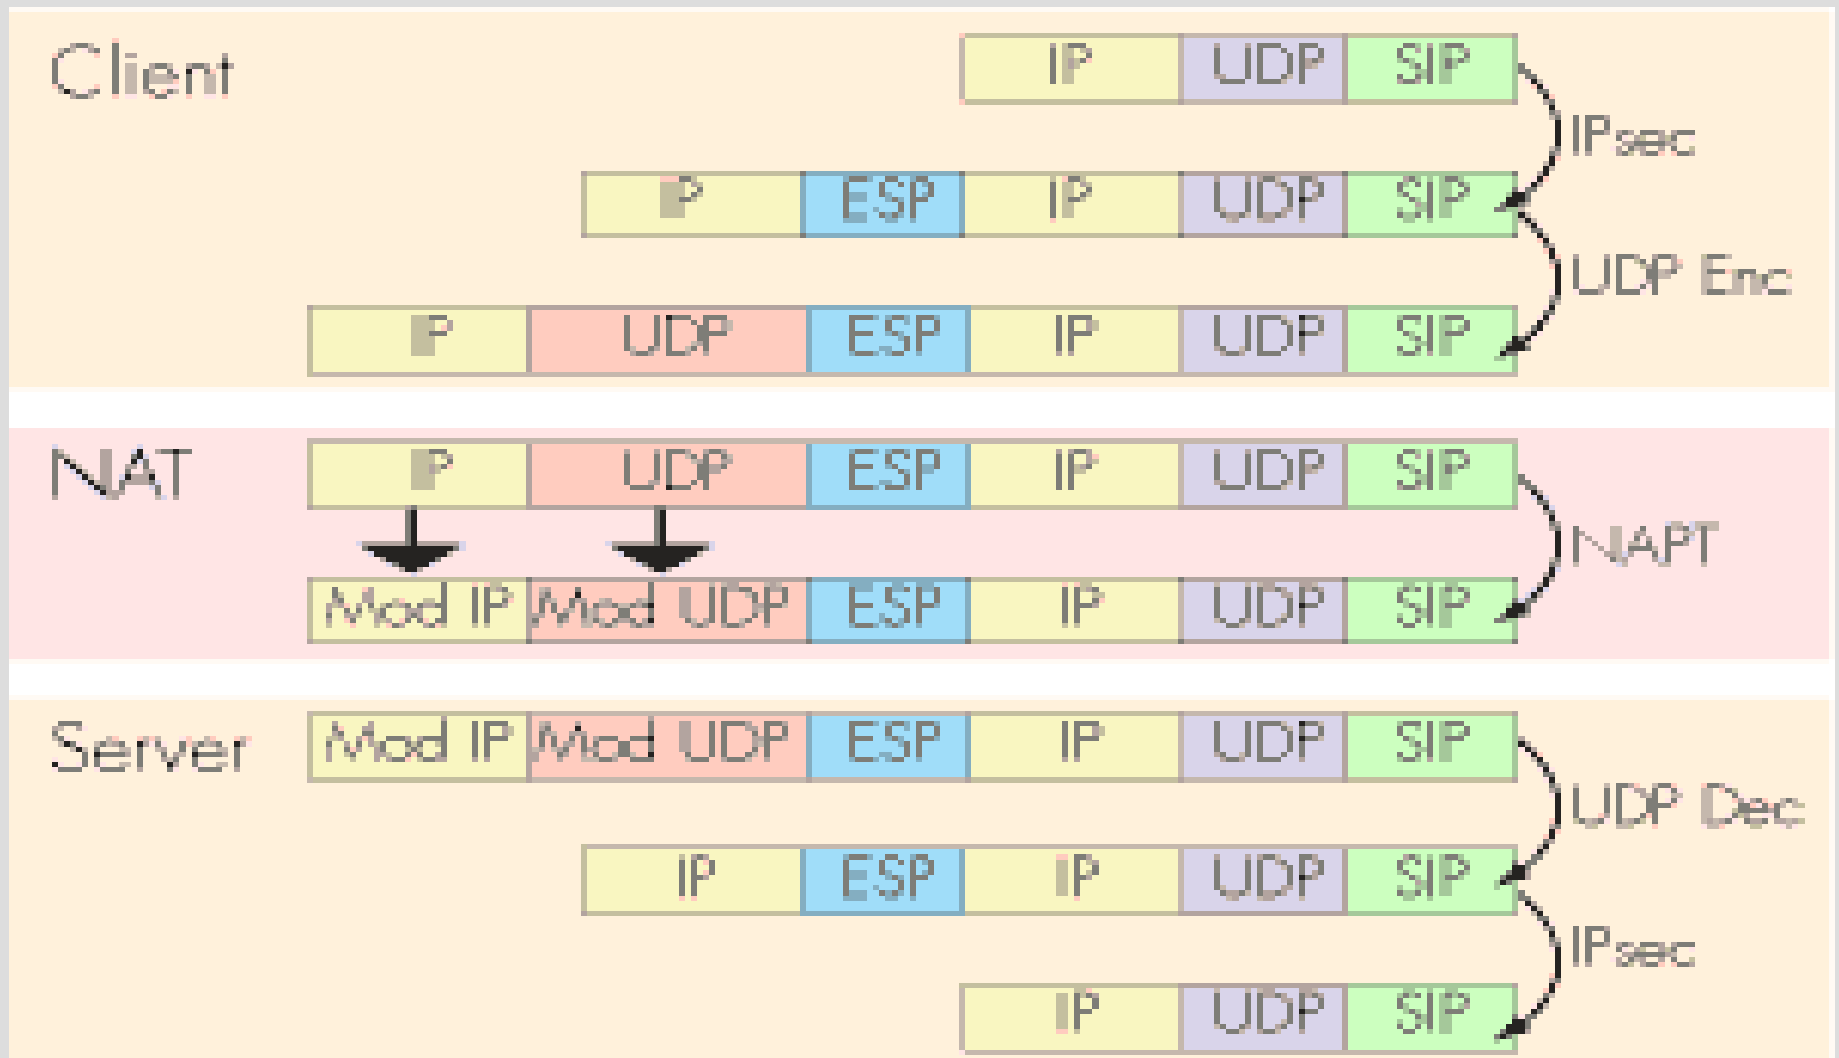 Client IP UDP SIP
IPsec
IP ESP IP UDP SIP
UDP Enc
IP UDP ESP IP UDP SIP
NAT IP UDP ESP IP UDP SIP
NAPT
Mod IP Mod UDP ESP IP UDP SIP
Server Mod IP Mod UDP ESP IP UDP SIP
UDP Dec
IP ESP IP UDP SIP
IPsec
IP UDP SIP